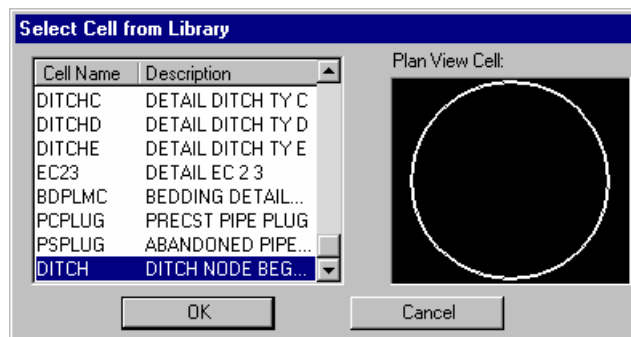 Select Cell from Library
Cell Name Description
DITCHC DETAIL DITCH TY C
DITCHD DETAIL DITCH TY D
DITCHE DETAIL DITCH TY E
EC23 DETAIL EC 2 3
BDPLMC BEDDING DETAIL...
PCPLUG PRECST PIPE PLUG
PSPLUG ABANDONED PIPE...
DITCH DITCH NODE BEG...
Plan View Cell:
OK Cancel